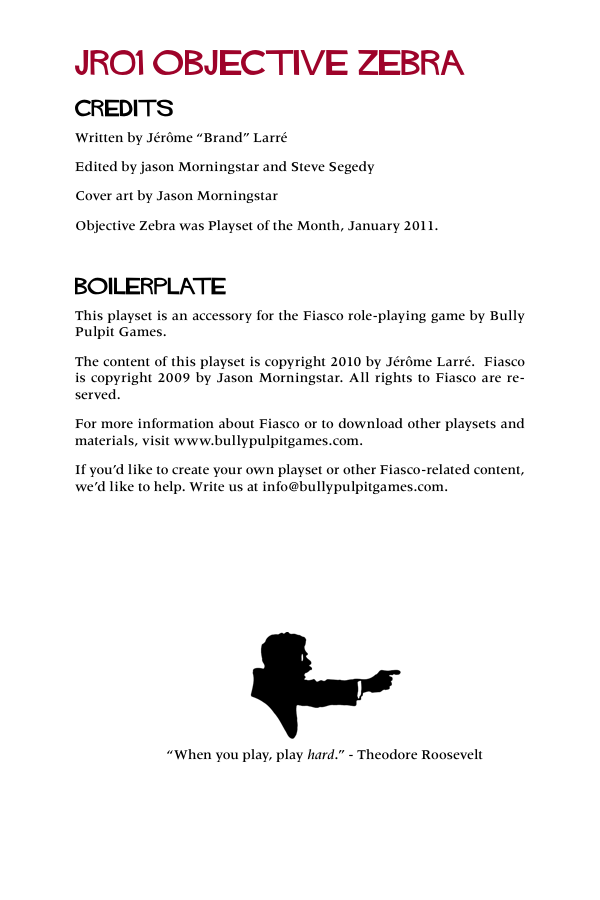 JR01 OBJECTIVE ZEBRA
CREDITS
Written by Jérôme “Brand” Larré
Edited by jason Morningstar and Steve Segedy
Cover art by Jason Morningstar
Objective Zebra was Playset of the Month, January 2011.
BOILERPLATE
This playset is an accessory for the Fiasco role-playing game by Bully
Pulpit Games.
The content of this playset is copyright 2010 by Jérôme Larré.  Fiasco
is copyright 2009 by Jason Morningstar. All rights to Fiasco are re-
served.
For more information about Fiasco or to download other playsets and
materials, visit www.bullypulpitgames.com.
If you’d like to create your own playset or other Fiasco-related content,
we’d like to help. Write us at info@bullypulpitgames.com.
“When you play, play hard.” - Theodore Roosevelt